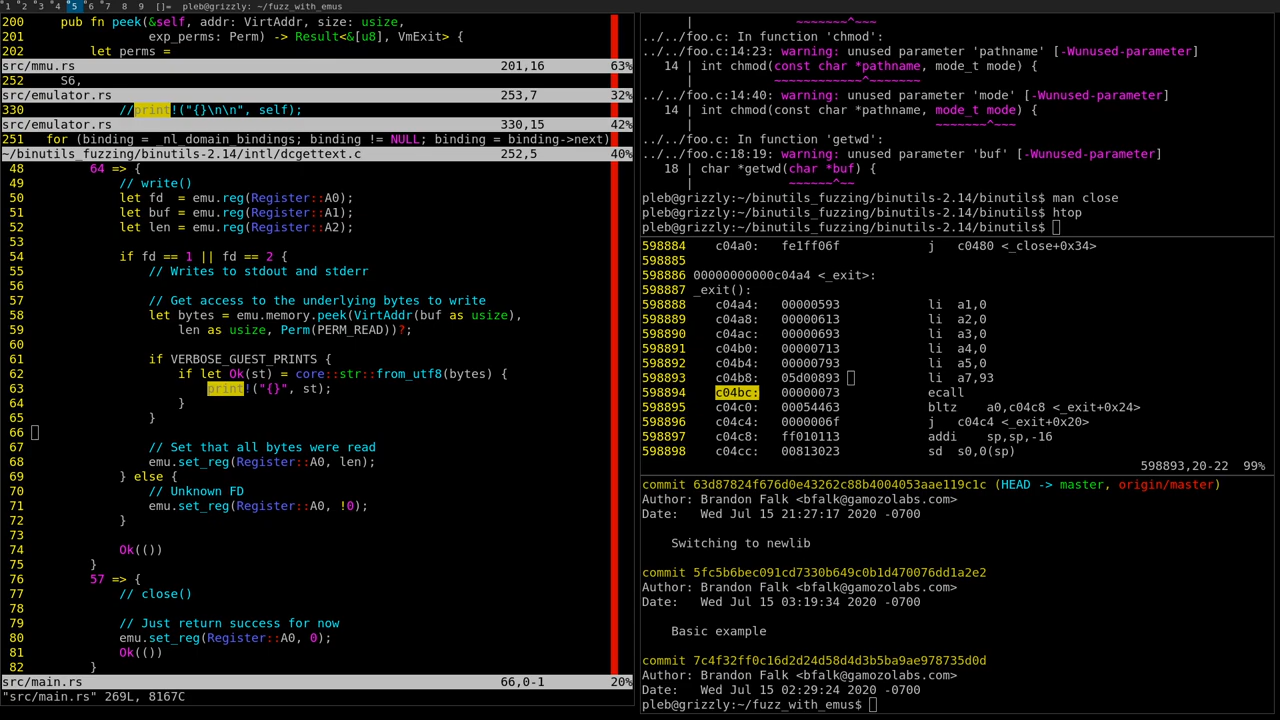 1 2 3 4 5 6 7 8 9 []= pleb@grizzly: ~/fuzz_with_emus
200 pub fn peek(&self, addr: VirtAddr, size: usize,
201 exp_perms: Perm) -> Result<&[u8], VmExit> {
202 let perms =
src/mmu.rs 201,16 63%
252 S6,
src/emulator.rs 253,7 32%
330 //print!("{}\n\n", self);
src/emulator.rs 330,15 42%
251 for (binding = _nl_domain_bindings; binding != NULL; binding = binding->next)
~/binutils_fuzzing/binutils-2.14/intl/dcgettext.c 252,5 40%
48 64 => {
49 // write()
50 let fd  = emu.reg(Register::A0);
51 let buf = emu.reg(Register::A1);
52 let len = emu.reg(Register::A2);
53
54 if fd == 1 || fd == 2 {
55 // Writes to stdout and stderr
56
57 // Get access to the underlying bytes to write
58 let bytes = emu.memory.peek(VirtAddr(buf as usize),
59 len as usize, Perm(PERM_READ))?;
60
61 if VERBOSE_GUEST_PRINTS {
62 if let Ok(st) = core::str::from_utf8(bytes) {
63 print!("{}", st);
64 }
65 }
66
67 // Set that all bytes were read
68 emu.set_reg(Register::A0, len);
69 } else {
70 // Unknown FD
71 emu.set_reg(Register::A0, !0);
72 }
73
74 Ok(())
75 }
76 57 => {
77 // close()
78
79 // Just return success for now
80 emu.set_reg(Register::A0, 0);
81 Ok(())
82 }
src/main.rs 66,0-1 20%
"src/main.rs" 269L, 8167C
| ~~~~~~~^~~~
../../foo.c: In function 'chmod':
../../foo.c:14:23: warning: unused parameter 'pathname' [-Wunused-parameter]
14 | int chmod(const char *pathname, mode_t mode) {
| ~~~~~~~~~~~~^~~~~~~~
../../foo.c:14:40: warning: unused parameter 'mode' [-Wunused-parameter]
14 | int chmod(const char *pathname, mode_t mode) {
| ~~~~~~~^~~~
../../foo.c: In function 'getwd':
../../foo.c:18:19: warning: unused parameter 'buf' [-Wunused-parameter]
18 | char *getwd(char *buf) {
| ~~~~~~^~~
pleb@grizzly:~/binutils_fuzzing/binutils-2.14/binutils$ man close
pleb@grizzly:~/binutils_fuzzing/binutils-2.14/binutils$ htop
pleb@grizzly:~/binutils_fuzzing/binutils-2.14/binutils$
598884 c04a0: fe1ff06f j c0480 <_close+0x34>
598885
598886 00000000000c04a4 <_exit>:
598887 _exit():
598888 c04a4: 00000593 li a1,0
598889 c04a8: 00000613 li a2,0
598890 c04ac: 00000693 li a3,0
598891 c04b0: 00000713 li a4,0
598892 c04b4: 00000793 li a5,0
598893 c04b8: 05d00893 li a7,93
598894 c04bc: 00000073 ecall
598895 c04c0: 00054463 bltz a0,c04c8 <_exit+0x24>
598896 c04c4: 0000006f j c04c4 <_exit+0x20>
598897 c04c8: ff010113 addi sp,sp,-16
598898 c04cc: 00813023 sd s0,0(sp)
598893,20-22 99%
commit 63d87824f676d0e43262c88b4004053aae119c1c (HEAD -> master, origin/master)
Author: Brandon Falk <bfalk@gamozolabs.com>
Date:   Wed Jul 15 21:27:17 2020 -0700
Switching to newlib
commit 5fc5b6bec091cd7330b649c0b1d470076dd1a2e2
Author: Brandon Falk <bfalk@gamozolabs.com>
Date:   Wed Jul 15 03:19:34 2020 -0700
Basic example
commit 7c4f32ff0c16d2d24d58d4d3b5ba9ae978735d0d
Author: Brandon Falk <bfalk@gamozolabs.com>
Date:   Wed Jul 15 02:29:24 2020 -0700
pleb@grizzly:~/fuzz_with_emus$